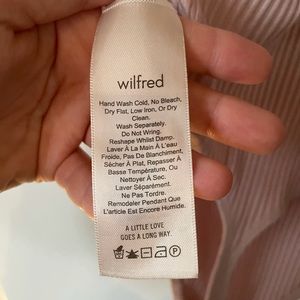 wilfred
Hand Wash Cold, No Bleach,
Dry Flat, Low Iron, Or Dry
Clean.
Wash Separately.
Do Not Wring.
Reshape Whilst Damp.
Laver À La Main À L'eau
Froide, Pas De Blanchiment,
Sécher À Plat, Repasser À
Basse Température, Ou
Nettoyer À Sec.
Laver Séparément.
Ne Pas Tordre.
Remodeler Pendant Que
L'article Est Encore Humide.
A LITTLE LOVE
GOES A LONG WAY.
P